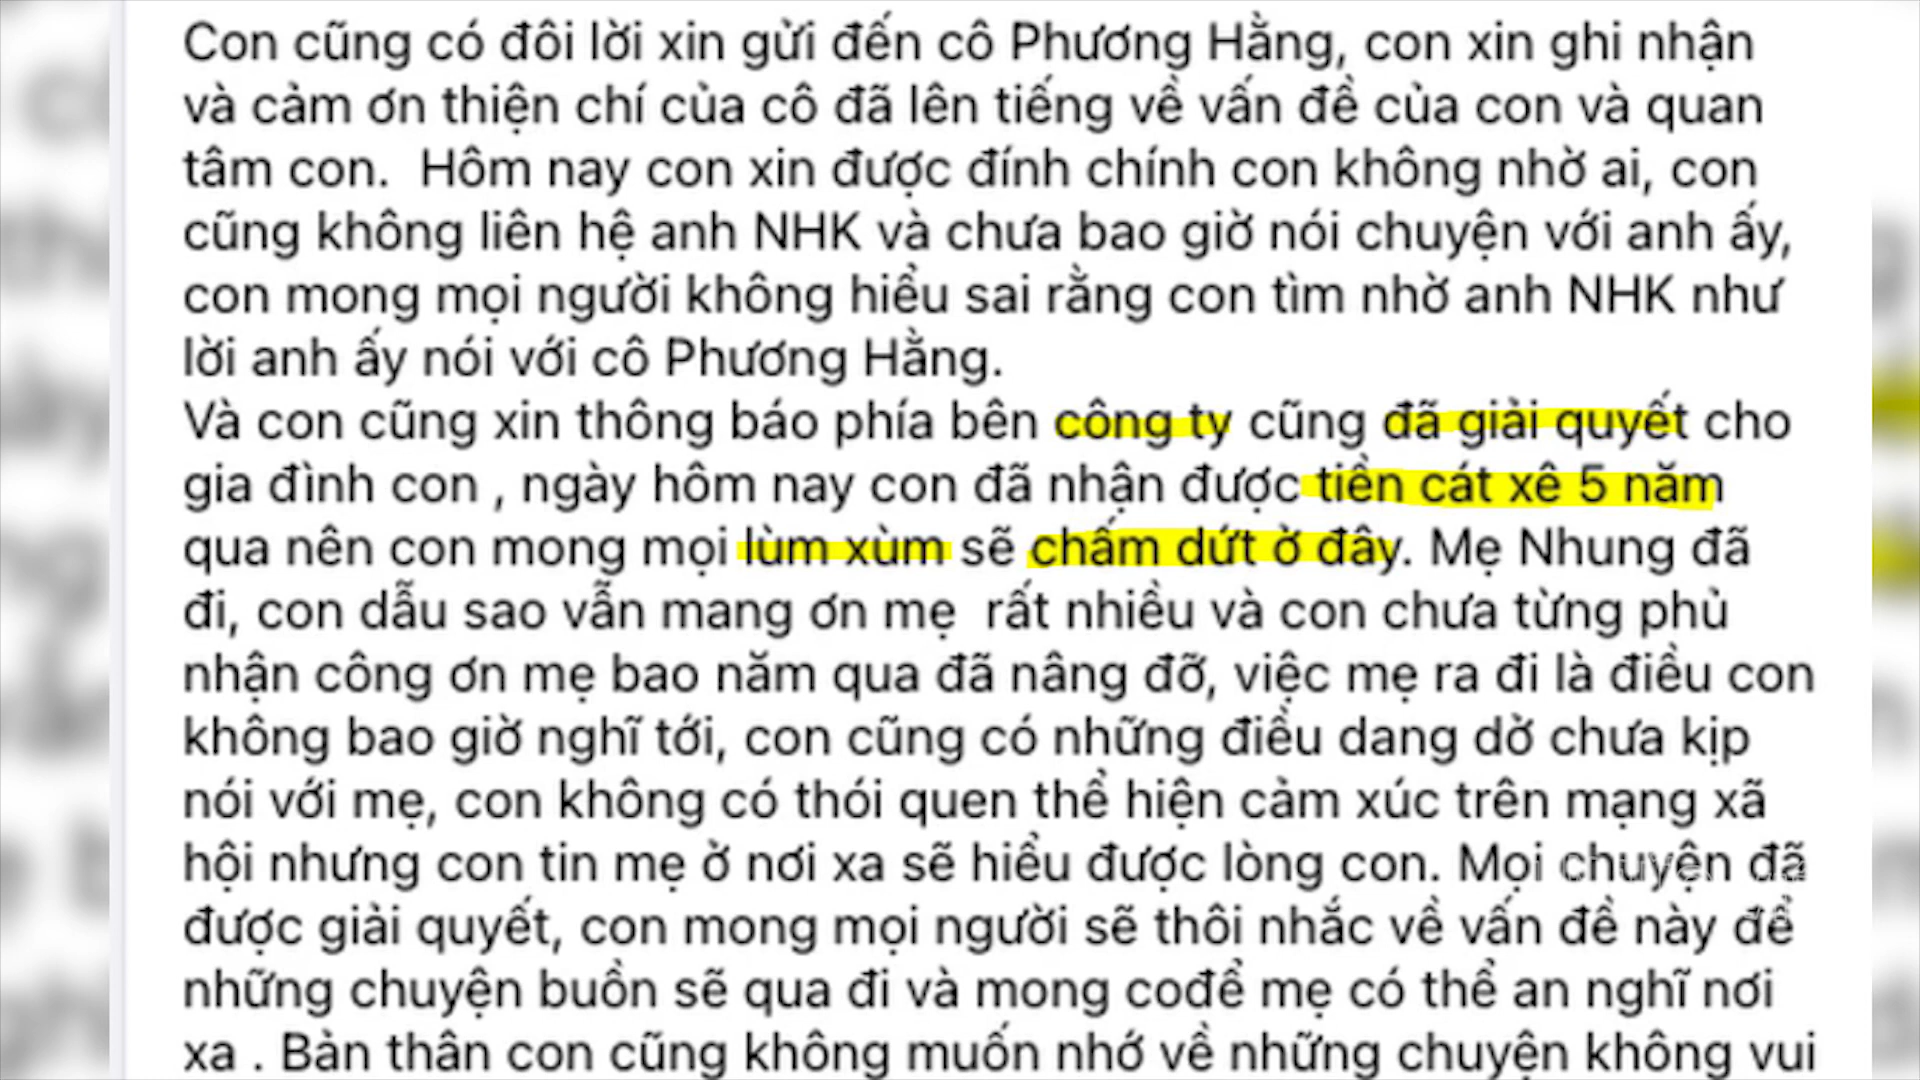 Con cũng có đôi lời xin gửi đến cô Phương Hằng, con xin ghi nhận
và cảm ơn thiện chí của cô đã lên tiếng về vấn đề của con và quan
tâm con. Hôm nay con xin được đính chính con không nhờ ai, con
cũng không liên hệ anh NHK và chưa bao giờ nói chuyện với anh ấy,
con mong mọi người không hiểu sai rằng con tìm nhờ anh NHK như
lời anh ấy nói với cô Phương Hằng.
Và con cũng xin thông báo phía bên công ty cũng đã giải quyết cho
gia đình con , ngày hôm nay con đã nhận được tiền cát xê 5 năm
qua nên con mong mọi lùm xùm sẽ chấm dứt ở đây. Mẹ Nhung đã
đi, con dẫu sao vẫn mang ơn mẹ rất nhiều và con chưa từng phủ
nhận công ơn mẹ bao năm qua đã nâng đỡ, việc mẹ ra đi là điều con
không bao giờ nghĩ tới, con cũng có những điều dang dở chưa kịp
nói với mẹ, con không có thói quen thể hiện cảm xúc trên mạng xã
hội nhưng con tin mẹ ở nơi xa sẽ hiểu được lòng con. Mọi chuyện đã
được giải quyết, con mong mọi người sẽ thôi nhắc về vấn đề này để
những chuyện buồn sẽ qua đi và mong cođể mẹ có thể an nghĩ nơi
xa . Bản thân con cũng không muốn nhớ về những chuyện không vui